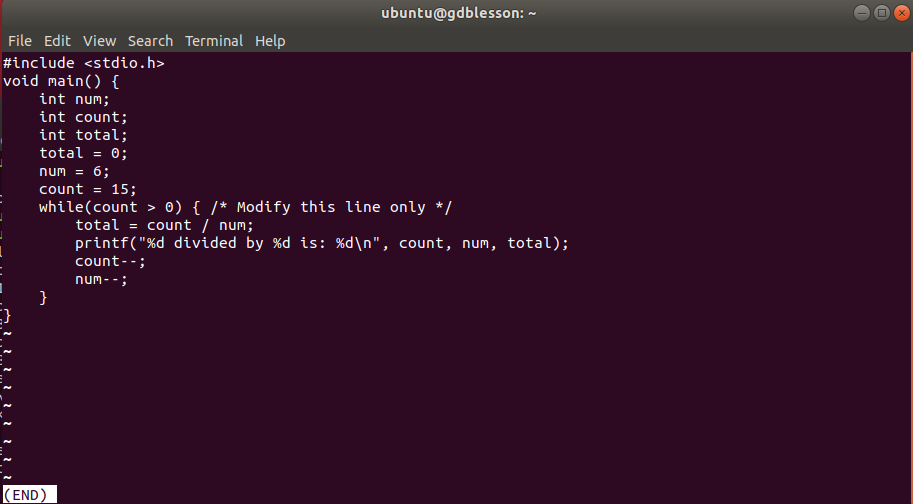 ubuntu@gdblesson: ~
File Edit View Search Terminal Help
#include <stdio.h>
void main() {
    int num;
    int count;
    int total;
    total = 0;
    num = 6;
    count = 15;
    while(count > 0) { /* Modify this line only */
        total = count / num;
        printf("%d divided by %d is: %d\n", count, num, total);
        count--;
        num--;
    }
}
~
~
~
~
~
~
~
~
~
(END)